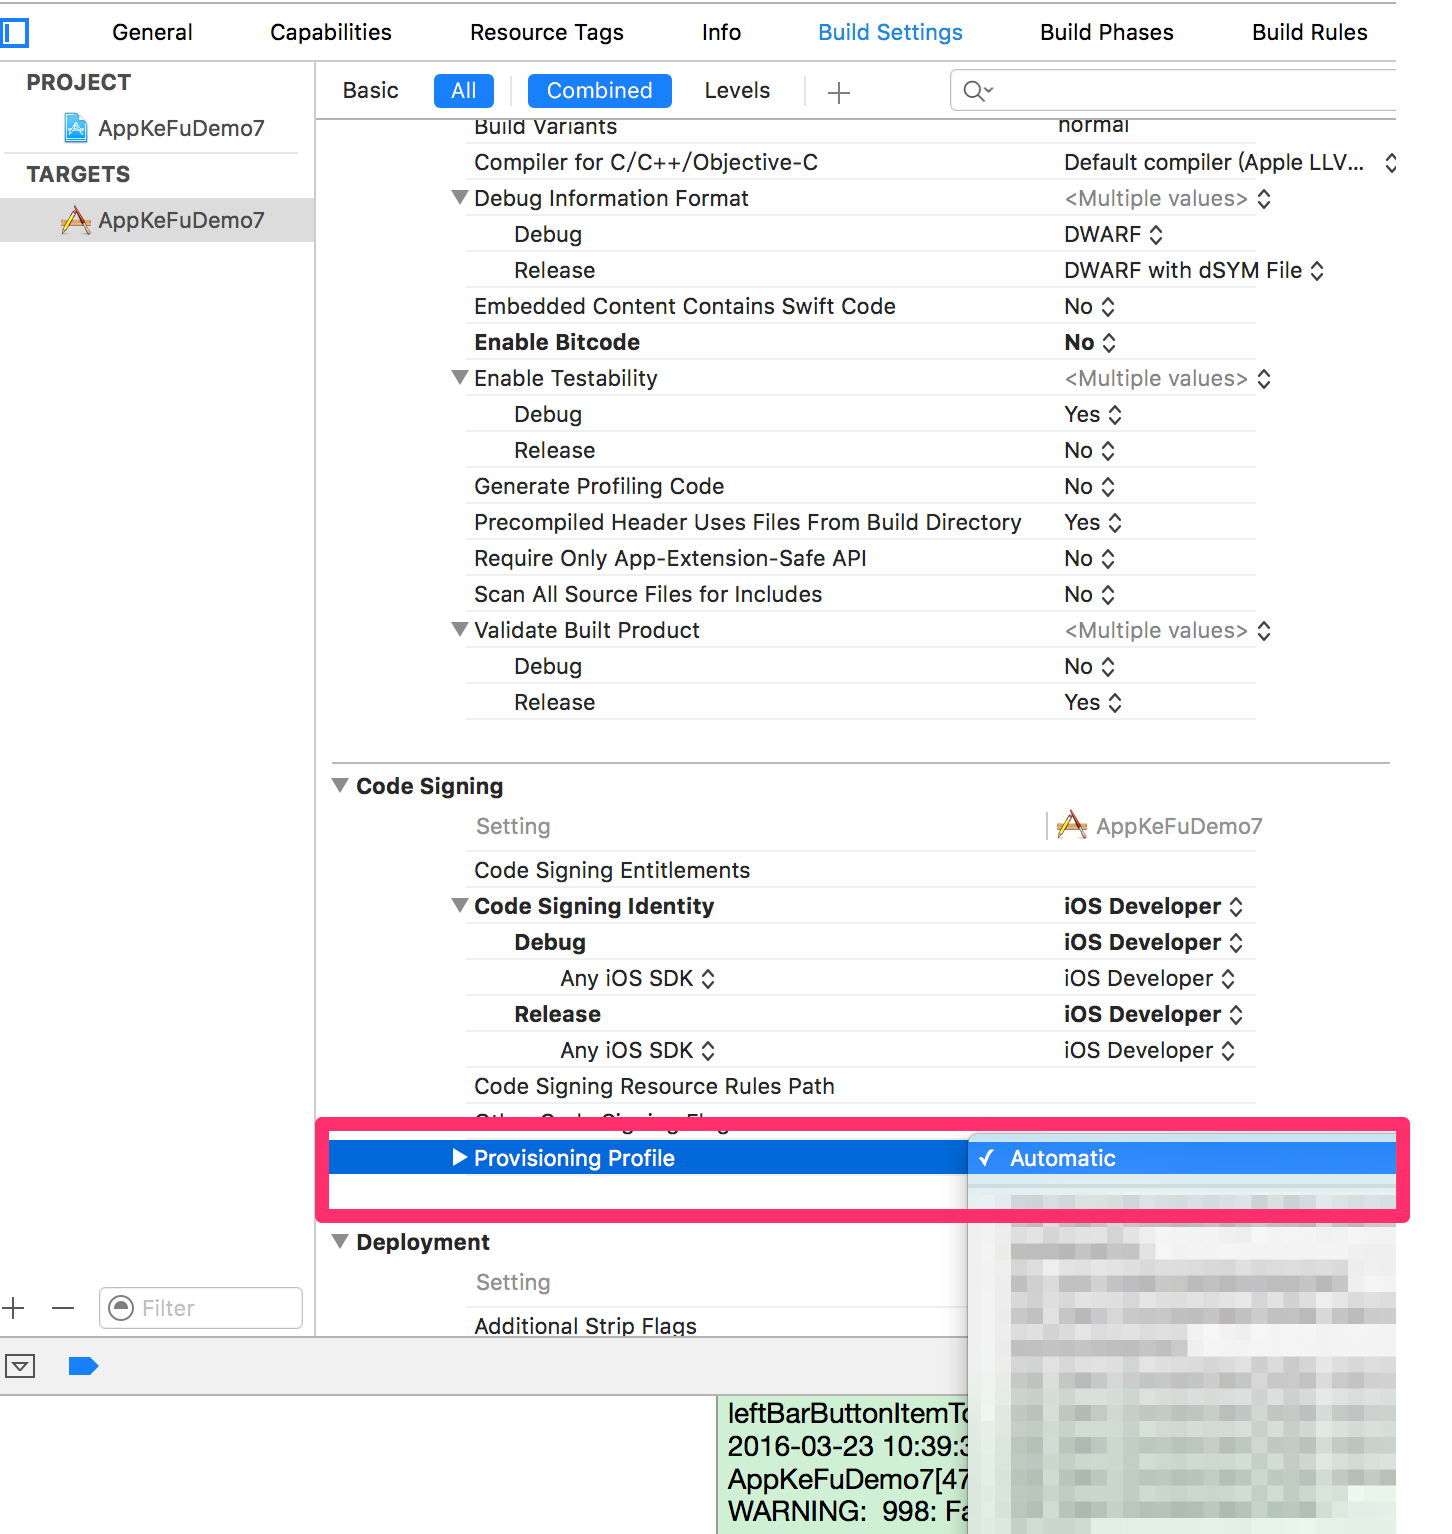 General Capabilities Resource Tags Info Build Settings Build Phases Build Rules
PROJECT
AppKeFuDemo7
TARGETS
AppKeFuDemo7
Basic All Combined Levels
Build Variants normal
Compiler for C/C++/Objective-C Default compiler (Apple LLV...
Debug Information Format <Multiple values>
Debug DWARF
Release DWARF with dSYM File
Embedded Content Contains Swift Code No
Enable Bitcode No
Enable Testability <Multiple values>
Debug Yes
Release No
Generate Profiling Code No
Precompiled Header Uses Files From Build Directory Yes
Require Only App-Extension-Safe API No
Scan All Source Files for Includes No
Validate Built Product <Multiple values>
Debug No
Release Yes
Code Signing
Setting AppKeFuDemo7
Code Signing Entitlements
Code Signing Identity iOS Developer
Debug iOS Developer
Any iOS SDK iOS Developer
Release iOS Developer
Any iOS SDK iOS Developer
Code Signing Resource Rules Path
Provisioning Profile ✓ Automatic
Deployment
Setting
Additional Strip Flags
Filter
leftBarButtonItemTo
2016-03-23 10:39:3
AppKeFuDemo7[47
WARNING: 998: Fa